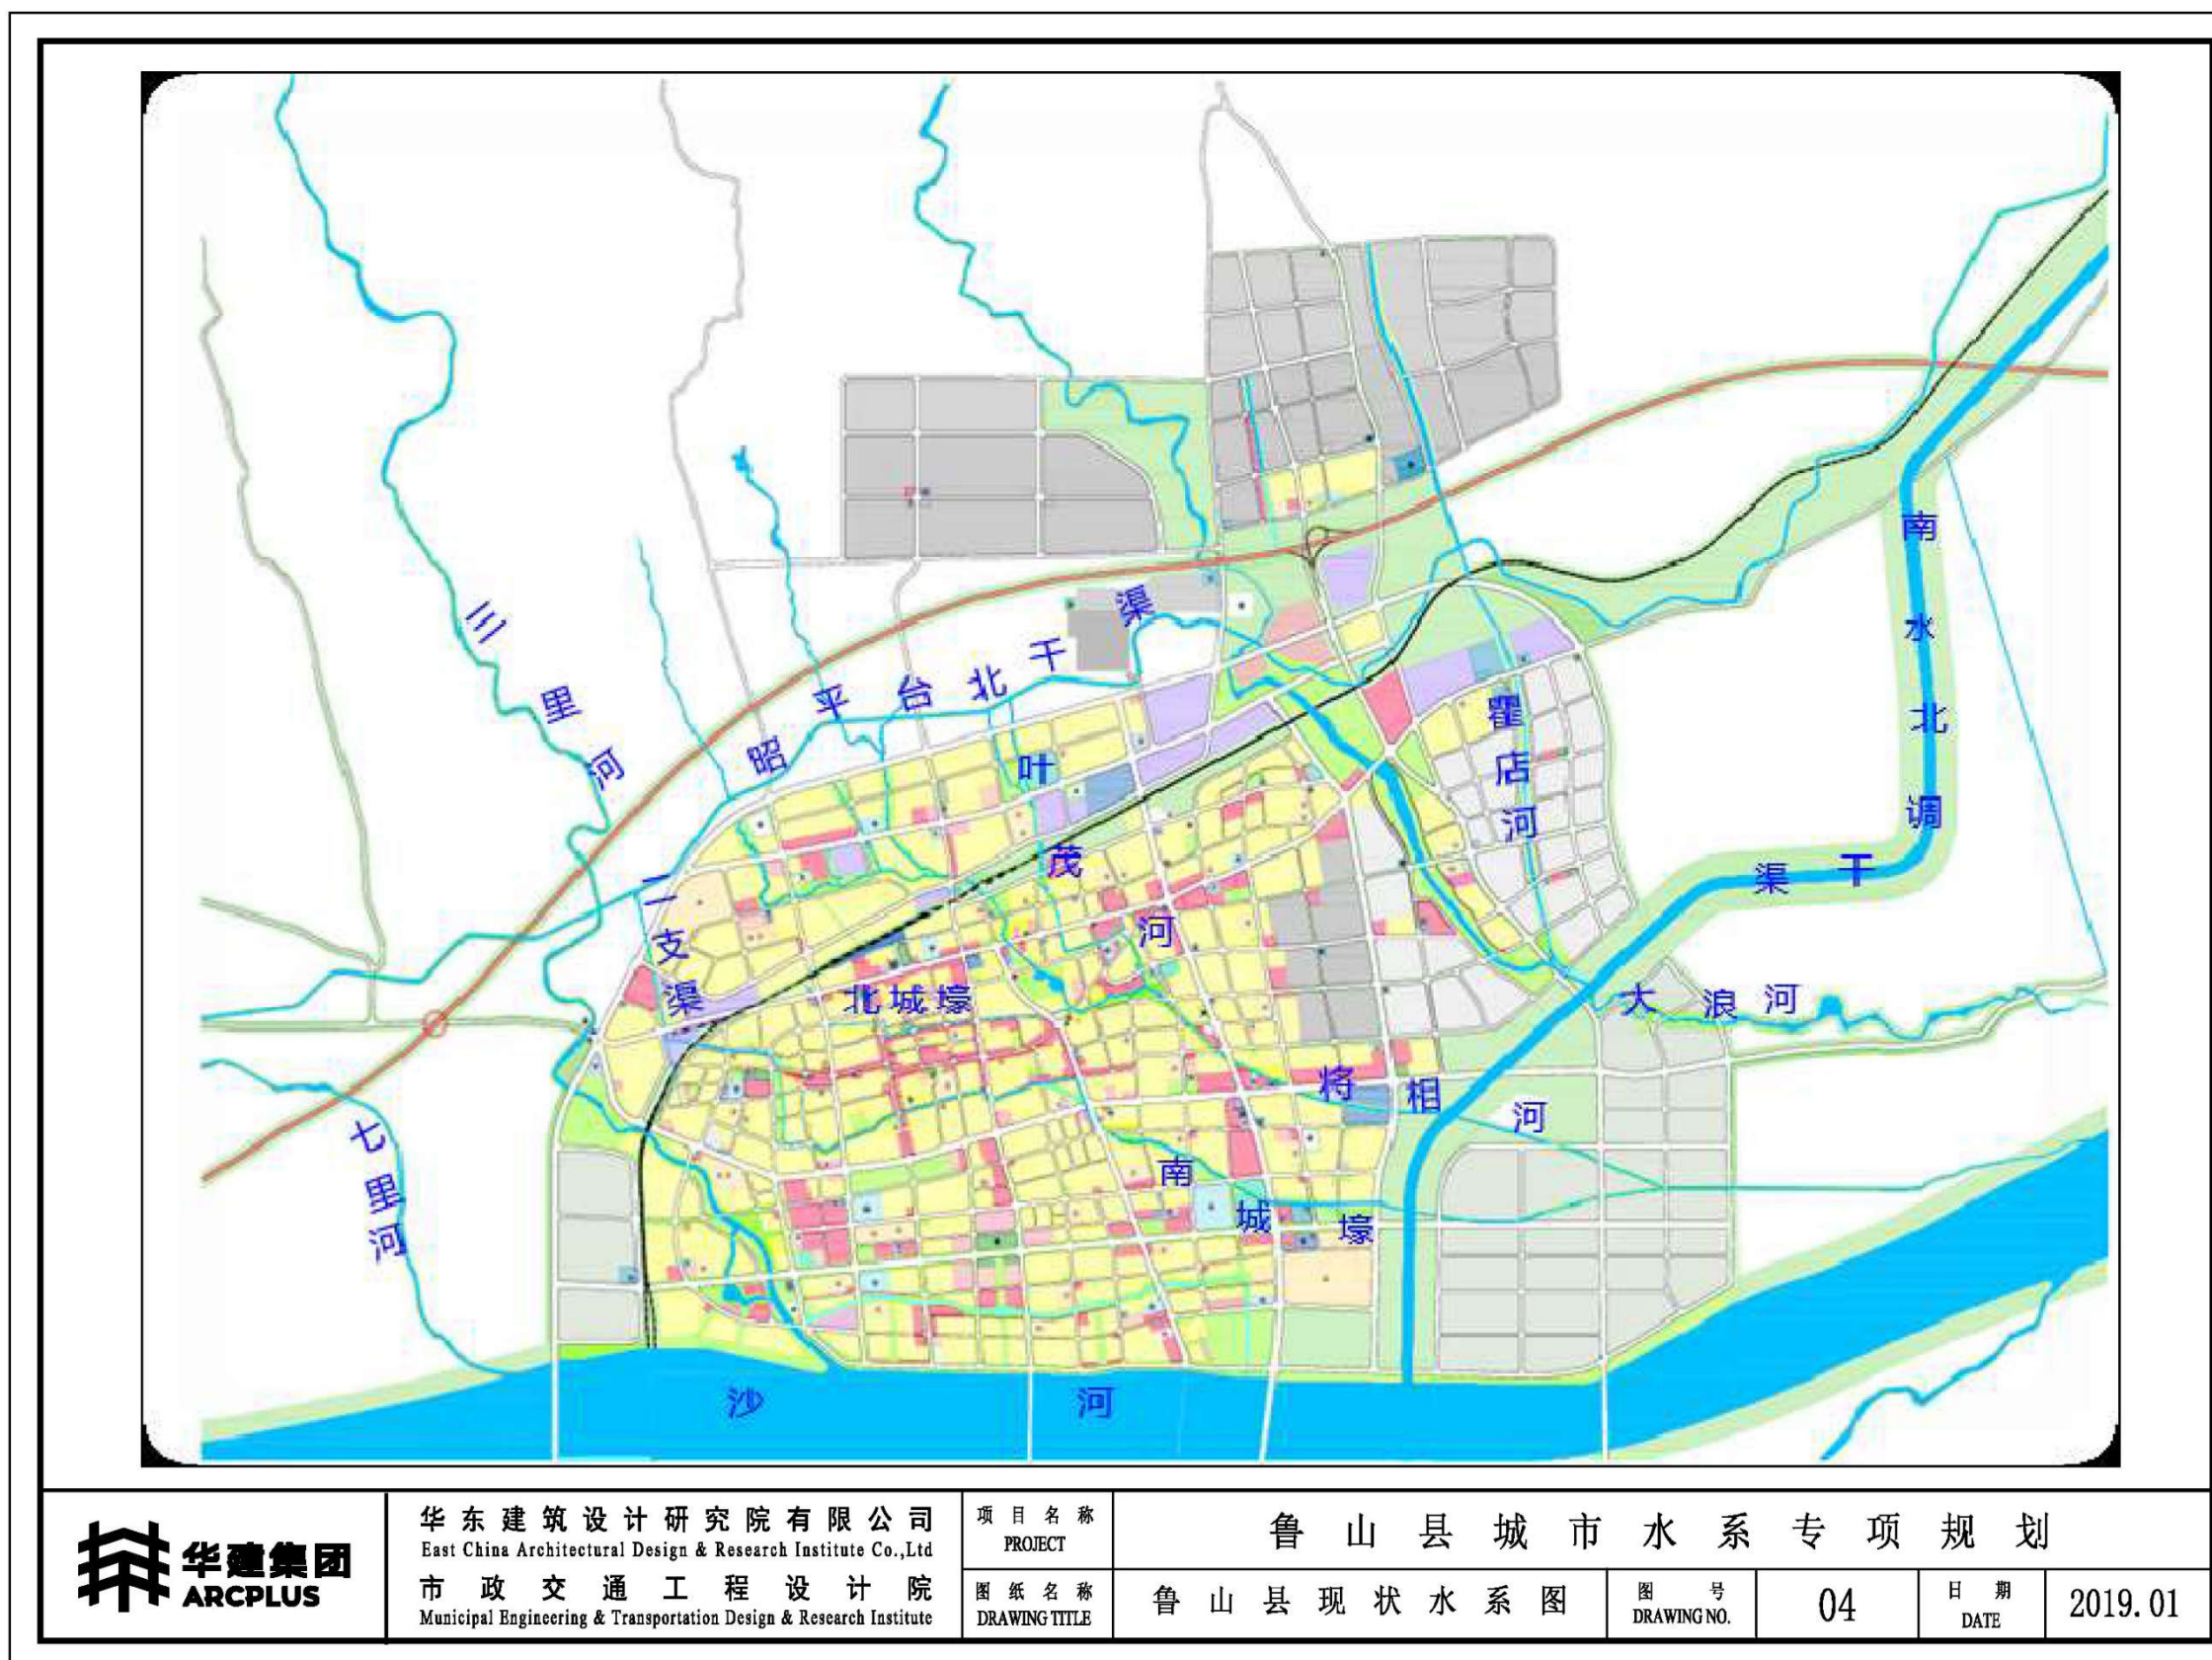 三里河
昭平台北干渠
叶茂河
瞿店河
南水北调干渠
二支渠
北城壕
大浪河
将相河
七里河
南城壕
沙河
华建集团
ARCPLUS
华东建筑设计研究院有限公司
East China Architectural Design & Research Institute Co.,Ltd
市政交通工程设计院
Municipal Engineering & Transportation Design & Research Institute
项目名称
PROJECT
鲁山县城市水系专项规划
图纸名称
DRAWING TITLE
鲁山县现状水系图
图号
DRAWING NO.
04
日期
DATE
2019.01